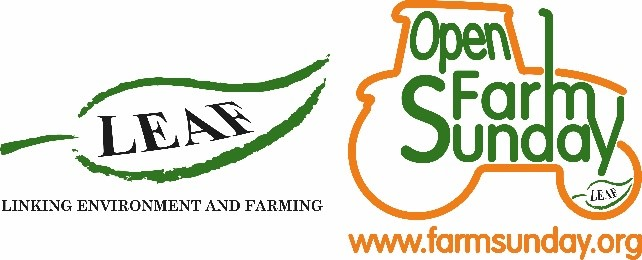 LEAF
LINKING ENVIRONMENT AND FARMING
Open
Farm
Sunday
LEAF
www.farmsunday.org